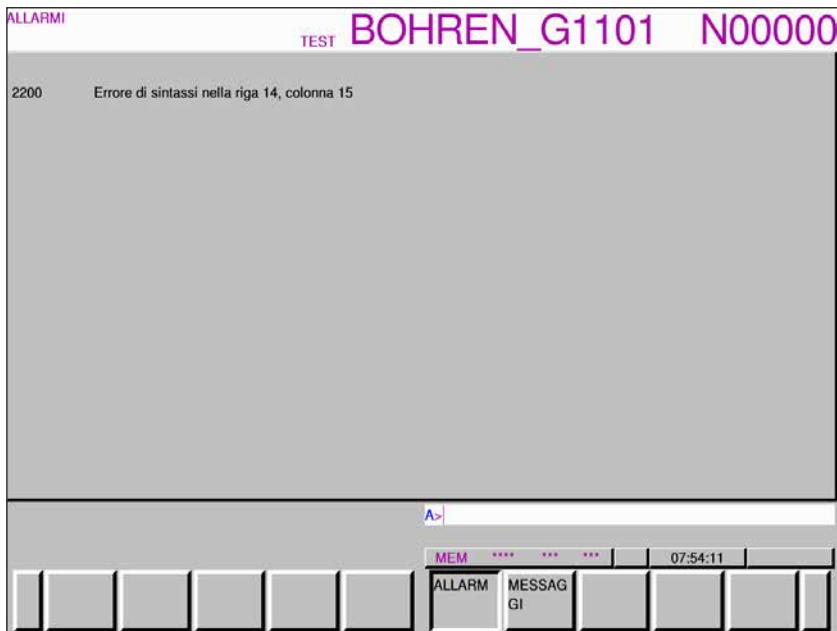 ALLARMI
TEST BOHREN_G1101 N00000
2200 Errore di sintassi nella riga 14, colonna 15
A>
MEM **** *** *** 07:54:11
ALLARM MESSAG
GI